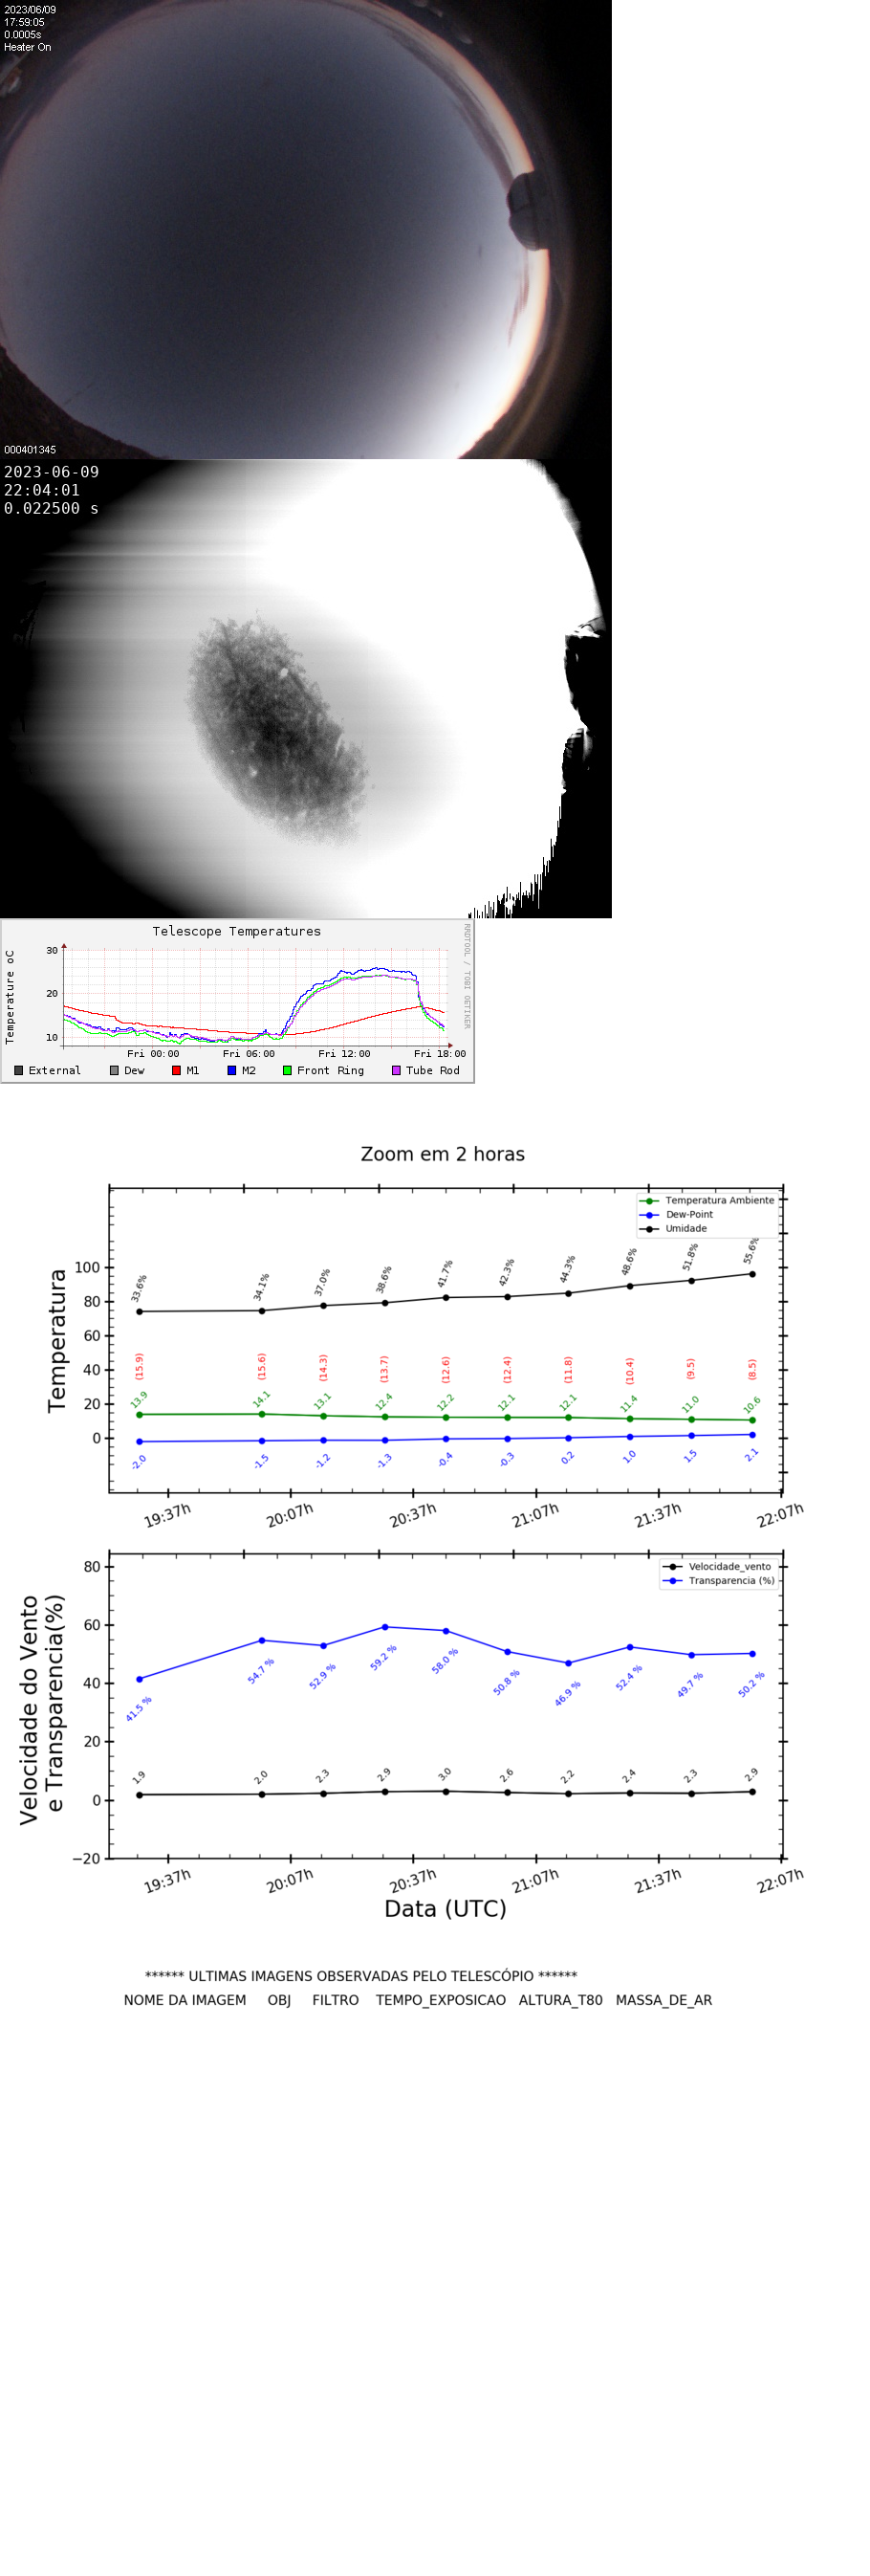 2023/06/09
17:59:05
0.0005s
Heater On
000401345
2023-06-09
22:04:01
0.022500 s
Telescope Temperatures
Temperature oC
RRDTOOL / TOBI OETIKER
30
20
10
Fri 00:00 Fri 06:00 Fri 12:00 Fri 18:00
External Dew M1 M2 Front Ring Tube Rod
Zoom em 2 horas
Temperatura
Temperatura Ambiente
Dew-Point
Umidade
100
80
60
40
20
0
33.6% 34.1% 37.0% 38.6% 41.7% 42.3% 44.3% 48.6% 51.8% 55.6%
(15.9) (15.6) (14.3) (13.7) (12.6) (12.4) (11.8) (10.4) (9.5) (8.5)
13.9 14.1 13.1 12.4 12.2 12.1 12.1 11.4 11.0 10.6
-2.0 -1.5 -1.2 -1.3 -0.4 -0.3 0.2 1.0 1.5 2.1
19:37h 20:07h 20:37h 21:07h 21:37h 22:07h
Velocidade do Vento
e Transparencia(%)
Velocidade_vento
Transparencia (%)
80
60
40
20
0
−20
41.5 % 54.7 % 52.9 % 59.2 % 58.0 % 50.8 % 46.9 % 52.4 % 49.7 % 50.2 %
1.9 2.0 2.3 2.9 3.0 2.6 2.2 2.4 2.3 2.9
19:37h 20:07h 20:37h 21:07h 21:37h 22:07h
Data (UTC)
****** ULTIMAS IMAGENS OBSERVADAS PELO TELESCÓPIO ******
NOME DA IMAGEM OBJ FILTRO TEMPO_EXPOSICAO ALTURA_T80 MASSA_DE_AR